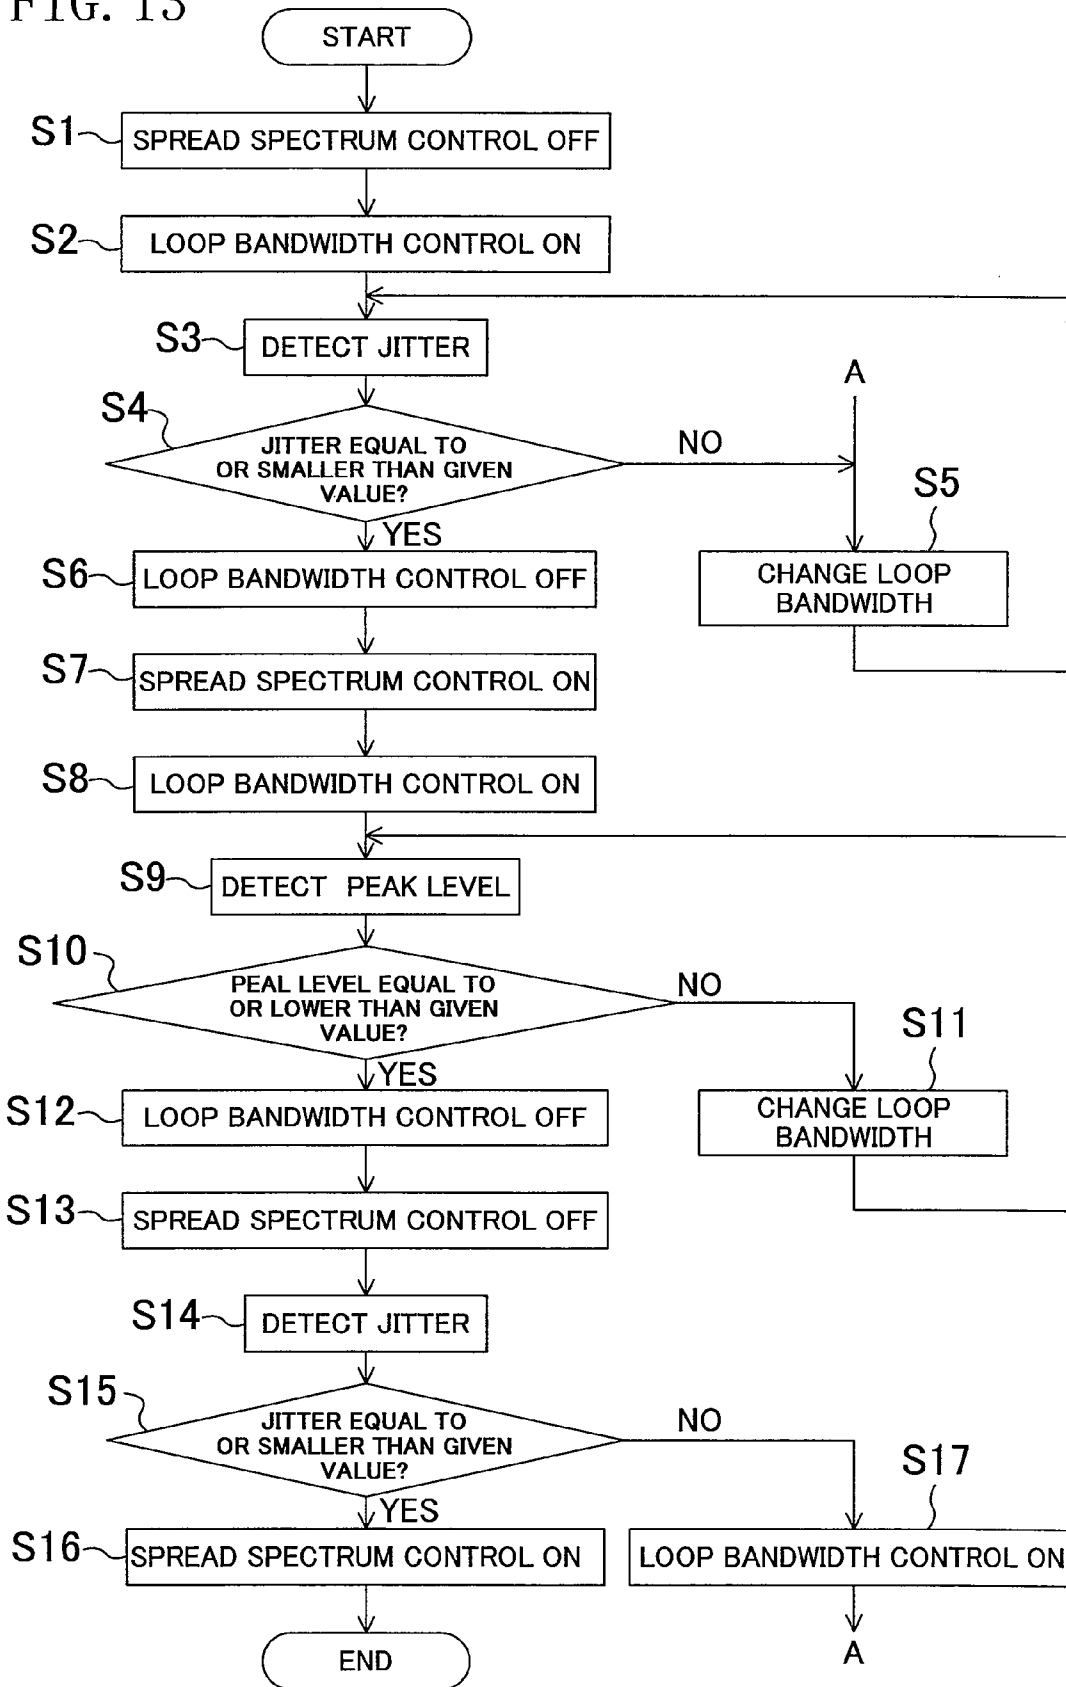 FIG. 13
START
S1
SPREAD SPECTRUM CONTROL OFF
S2
LOOP BANDWIDTH CONTROL ON
S3
DETECT JITTER
A
S4
JITTER EQUAL TO
OR SMALLER THAN GIVEN
VALUE?
NO
YES
S5
CHANGE LOOP
BANDWIDTH
S6
LOOP BANDWIDTH CONTROL OFF
S7
SPREAD SPECTRUM CONTROL ON
S8
LOOP BANDWIDTH CONTROL ON
S9
DETECT PEAK LEVEL
S10
PEAL LEVEL EQUAL TO
OR LOWER THAN GIVEN
VALUE?
NO
YES
S11
CHANGE LOOP
BANDWIDTH
S12
LOOP BANDWIDTH CONTROL OFF
S13
SPREAD SPECTRUM CONTROL OFF
S14
DETECT JITTER
S15
JITTER EQUAL TO
OR SMALLER THAN GIVEN
VALUE?
NO
YES
S16
SPREAD SPECTRUM CONTROL ON
S17
LOOP BANDWIDTH CONTROL ON
A
END